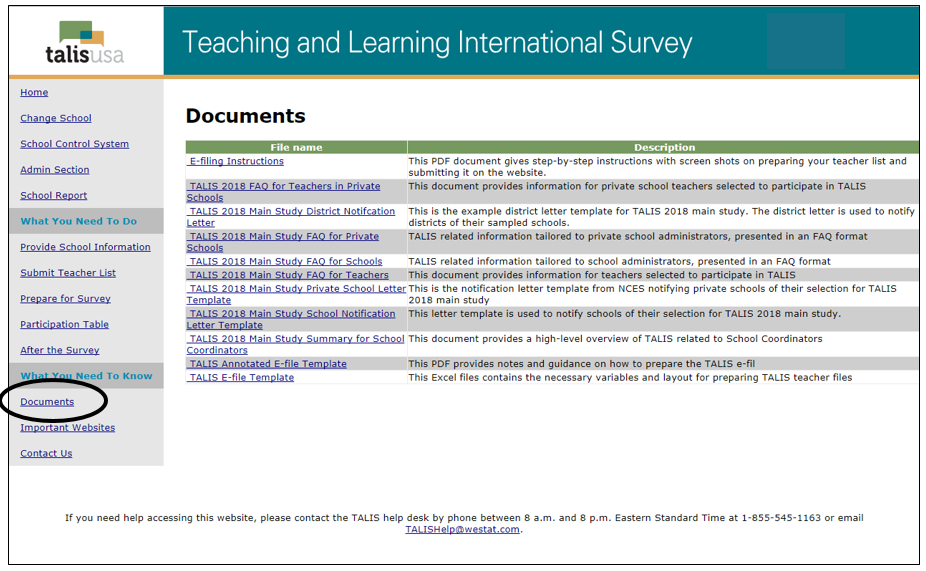 talisusa
Teaching and Learning International Survey
Home
Change School
School Control System
Admin Section
School Report
What You Need To Do
Provide School Information
Submit Teacher List
Prepare for Survey
Participation Table
After the Survey
What You Need To Know
Documents
Important Websites
Contact Us
Documents
File name Description
E-filing Instructions This PDF document gives step-by-step instructions with screen shots on preparing your teacher list and
submitting it on the website.
TALIS 2018 FAQ for Teachers in Private This document provides information for private school teachers selected to participate in TALIS
Schools
TALIS 2018 Main Study District Notifcation This is the example district letter template for TALIS 2018 main study. The district letter is used to notify
Letter districts of their sampled schools.
TALIS 2018 Main Study FAQ for Private TALIS related information tailored to private school administrators, presented in an FAQ format
Schools
TALIS 2018 Main Study FAQ for Schools TALIS related information tailored to school administrators, presented in an FAQ format
TALIS 2018 Main Study FAQ for Teachers This document provides information for teachers selected to participate in TALIS
TALIS 2018 Main Study Private School Letter This is the notification letter template from NCES notifying private schools of their selection for TALIS
Template 2018 main study
TALIS 2018 Main Study School Notification This letter template is used to notify schools of their selection for TALIS 2018 main study.
Letter Template
TALIS 2018 Main Study Summary for School This document provides a high-level overview of TALIS related to School Coordinators
Coordinators
TALIS Annotated E-file Template This PDF provides notes and guidance on how to prepare the TALIS e-fil
TALIS E-file Template This Excel files contains the necessary variables and layout for preparing TALIS teacher files
If you need help accessing this website, please contact the TALIS help desk by phone between 8 a.m. and 8 p.m. Eastern Standard Time at 1-855-545-1163 or email
TALISHelp@westat.com.